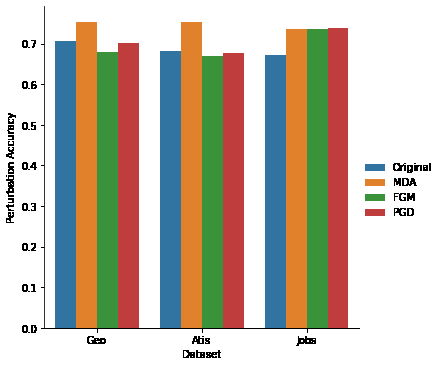 Perturbation Accuracy
0.7
0.6
0.5
0.4
0.3
0.2
0.1
0.0
Geo
Atis
Jobs
Dataset
Original
MDA
FGM
PGD